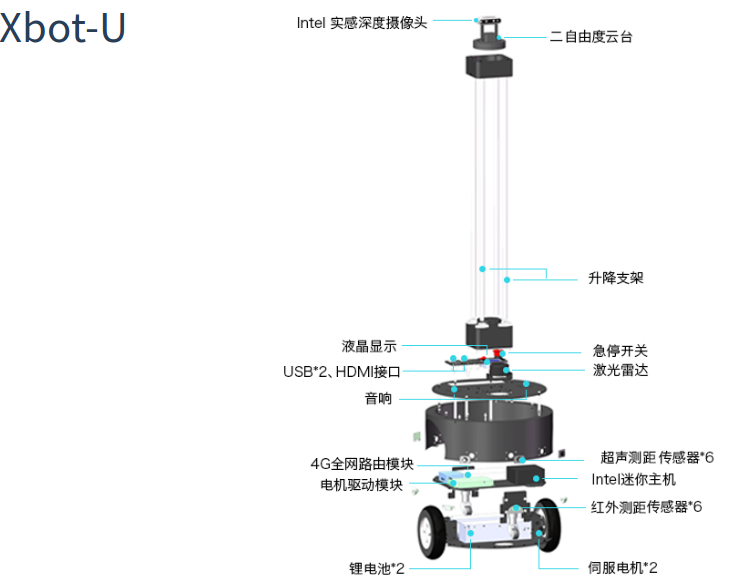 Xbot-U
Intel 实感深度摄像头
二自由度云台
升降支架
液晶显示
急停开关
USB*2、HDMI接口
激光雷达
音响
4G全网路由模块
超声测距传感器*6
电机驱动模块
Intel迷你主机
红外测距传感器*6
锂电池*2
伺服电机*2